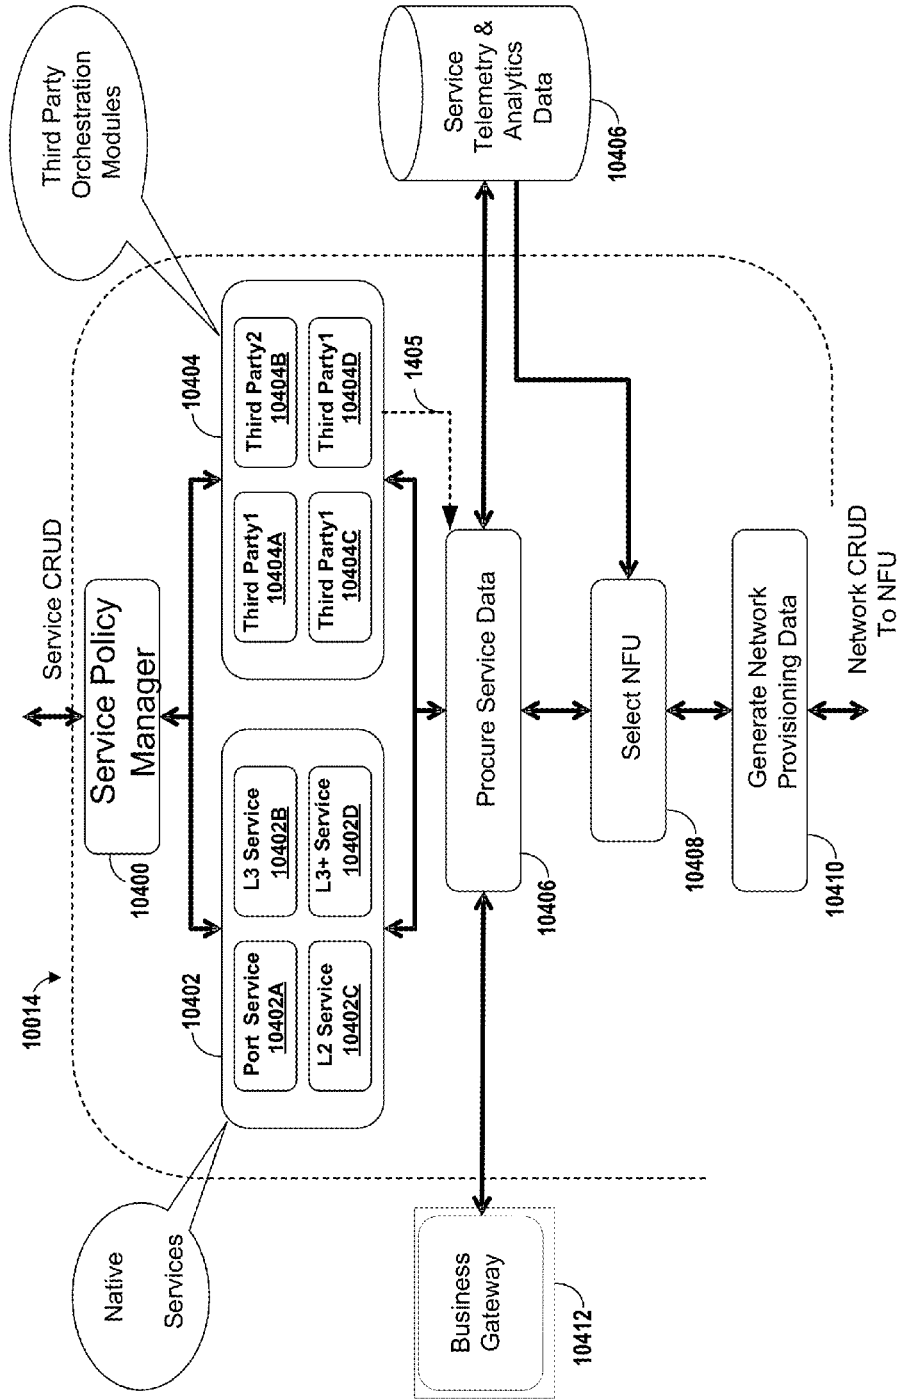 Service CRUD
10014
Service Policy
Manager
10400
Native
Services
10402
Port Service
10402A
L3 Service
10402B
L2 Service
10402C
L3+ Service
10402D
Third Party
Orchestration
Modules
10404
Third Party1
10404A
Third Party2
10404B
Third Party1
10404C
Third Party1
10404D
1405
Business
Gateway
10412
Procure Service Data
10406
Service
Telemetry &
Analytics
Data
10406
Select NFU
10408
Generate Network
Provisioning Data
10410
Network CRUD
To NFU